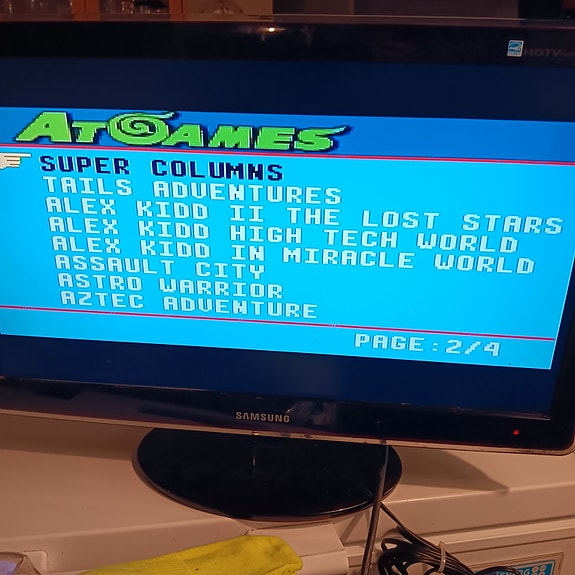 HDTV
ATGAMES
SUPER COLUMNS
TAILS ADVENTURES
ALEX KIDD II THE LOST STARS
ALEX KIDD HIGH TECH WORLD
ALEX KIDD IN MIRACLE WORLD
ASSAULT CITY
ASTRO WARRIOR
AZTEC ADVENTURE
PAGE:2/4
SAMSUNG